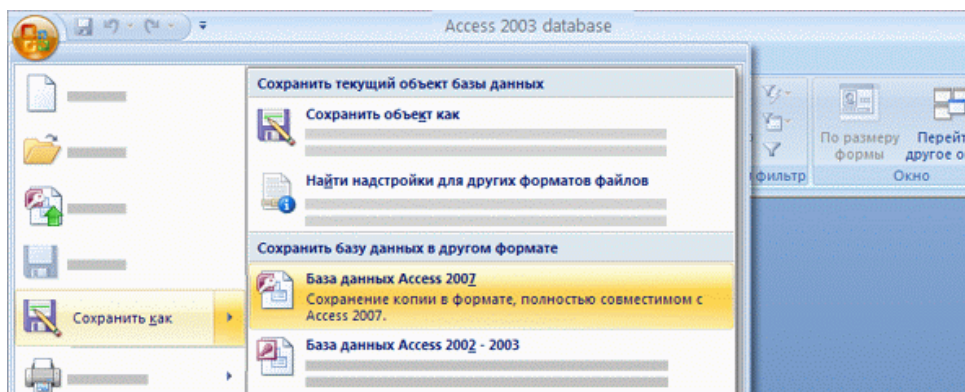 Access 2003 database
Сохранить текущий объект базы данных
Сохранить объект как
Найти надстройки для других форматов файлов
Сохранить базу данных в другом формате
База данных Access 2007
Сохранение копии в формате, полностью совместимом с
Access 2007.
База данных Access 2002 - 2003
Сохранить как
По размеру
формы
другое
фильтр
Окно